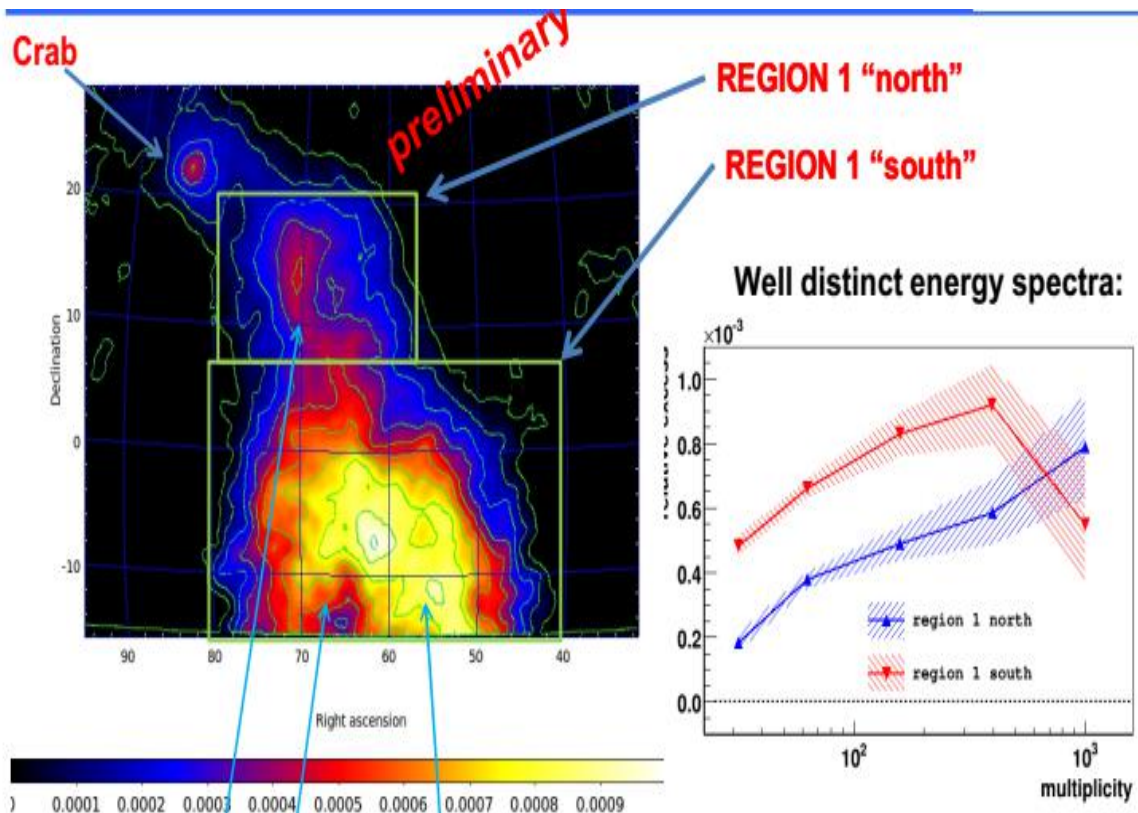 Crab
preliminary
REGION 1 “north”
REGION 1 “south”
Well distinct energy spectra:
Declination
20
10
0
-10
90 80 70 60 50 40
Right ascension
0.0001 0.0002 0.0003 0.0004 0.0005 0.0006 0.0007 0.0008 0.0009
×10⁻³
relative excess
1.0
0.8
0.6
0.4
0.2
0.0
region 1 north
region 1 south
10² 10³
multiplicity